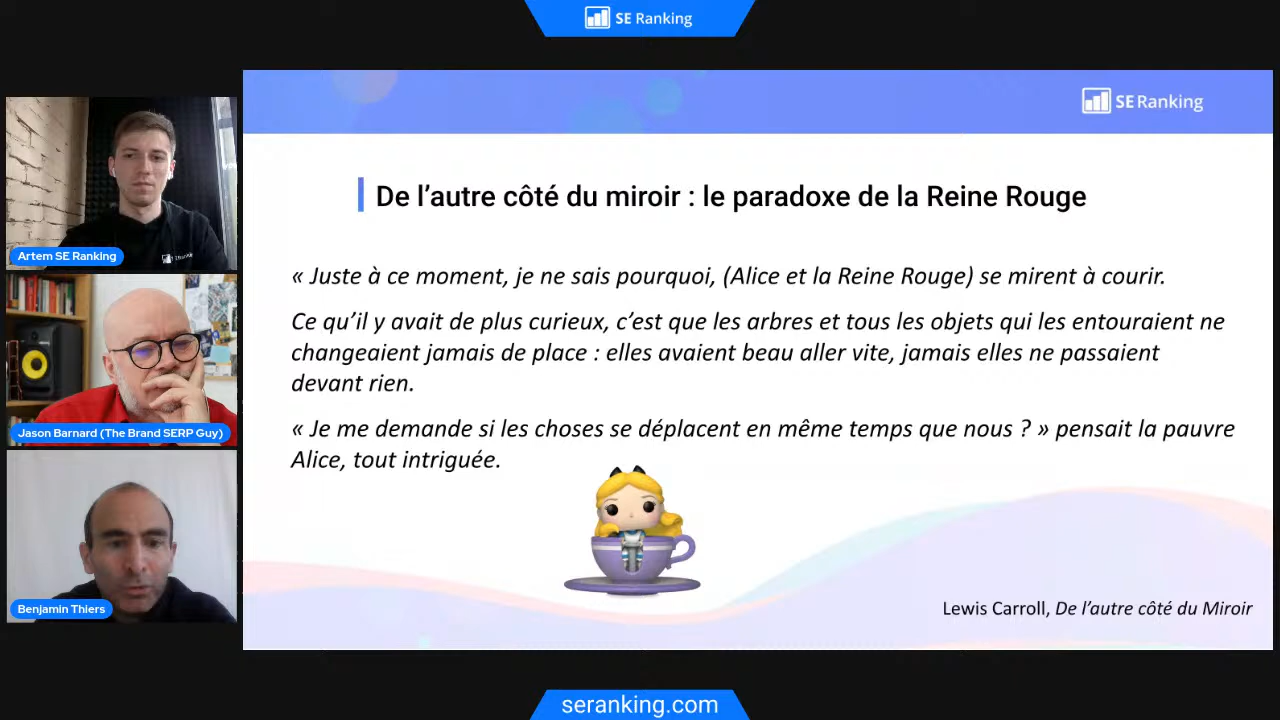 SE Ranking
SE Ranking
De l’autre côté du miroir : le paradoxe de la Reine Rouge
« Juste à ce moment, je ne sais pourquoi, (Alice et la Reine Rouge) se mirent à courir.
Ce qu’il y avait de plus curieux, c’est que les arbres et tous les objets qui les entouraient ne
changeaient jamais de place : elles avaient beau aller vite, jamais elles ne passaient
devant rien.
« Je me demande si les choses se déplacent en même temps que nous ? » pensait la pauvre
Alice, tout intriguée.
Lewis Carroll, De l’autre côté du Miroir
Artem SE Ranking
Jason Barnard (The Brand SERP Guy)
Benjamin Thiers
seranking.com